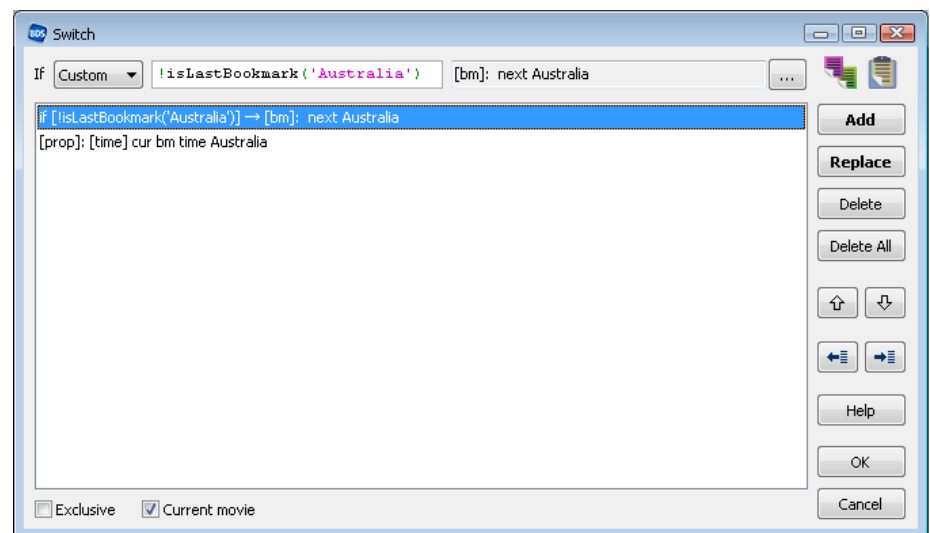 BDS Switch
If Custom !isLastBookmark('Australia') [bm]: next Australia ...
if [!isLastBookmark('Australia')] → [bm]: next Australia
[prop]: [time] cur bm time Australia
Add
Replace
Delete
Delete All
Help
OK
Cancel
Exclusive Current movie